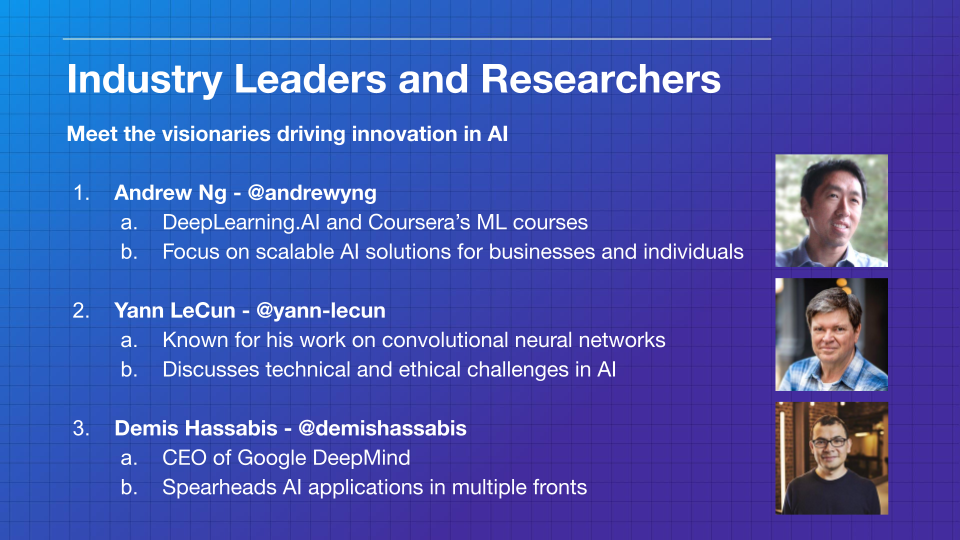 Industry Leaders and Researchers
Meet the visionaries driving innovation in AI
1. Andrew Ng - @andrewyng
a. DeepLearning.AI and Coursera’s ML courses
b. Focus on scalable AI solutions for businesses and individuals
2. Yann LeCun - @yann-lecun
a. Known for his work on convolutional neural networks
b. Discusses technical and ethical challenges in AI
3. Demis Hassabis - @demishassabis
a. CEO of Google DeepMind
b. Spearheads AI applications in multiple fronts